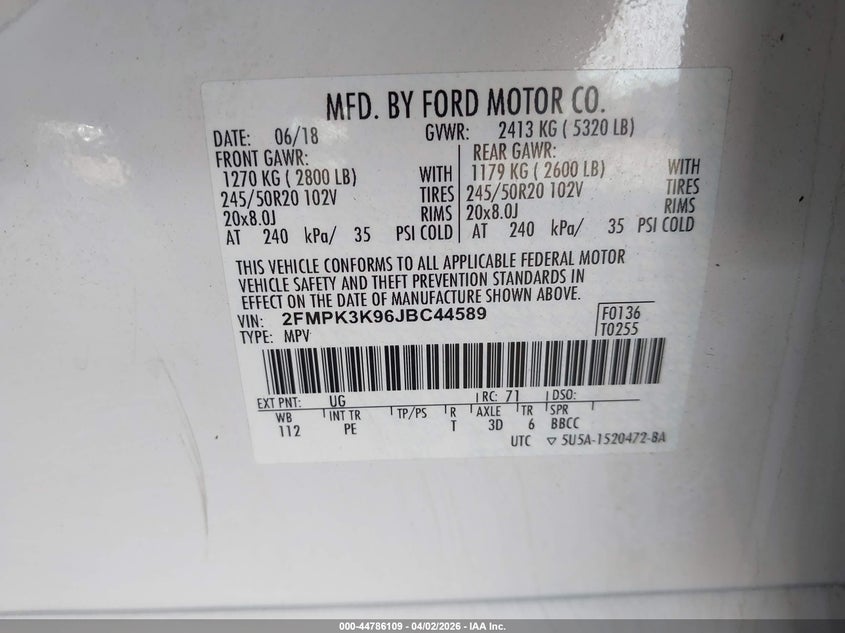 MFD. BY FORD MOTOR CO.
DATE: 06/18 GVWR: 2413 KG ( 5320 LB)
FRONT GAWR: REAR GAWR:
1270 KG ( 2800 LB) WITH 1179 KG ( 2600 LB) WITH
245/50R20 102V TIRES 245/50R20 102V TIRES
20x8.0J RIMS 20x8.0J RIMS
AT 240 kPa/ 35 PSI COLD AT 240 kPa/ 35 PSI COLD
THIS VEHICLE CONFORMS TO ALL APPLICABLE FEDERAL MOTOR
VEHICLE SAFETY AND THEFT PREVENTION STANDARDS IN
EFFECT ON THE DATE OF MANUFACTURE SHOWN ABOVE.
VIN: 2FMPK3K96JBC44589 F0136
TYPE: MPV T0255
EXT PNT: UG RC: 71 DSO:
WB INT TR TP/PS R AXLE TR SPR
112 PE T 3D 6 BBCC
UTC ▽ 5U5A-1520472-BA
000-44786109 | 04/02/2026 - IAA Inc.